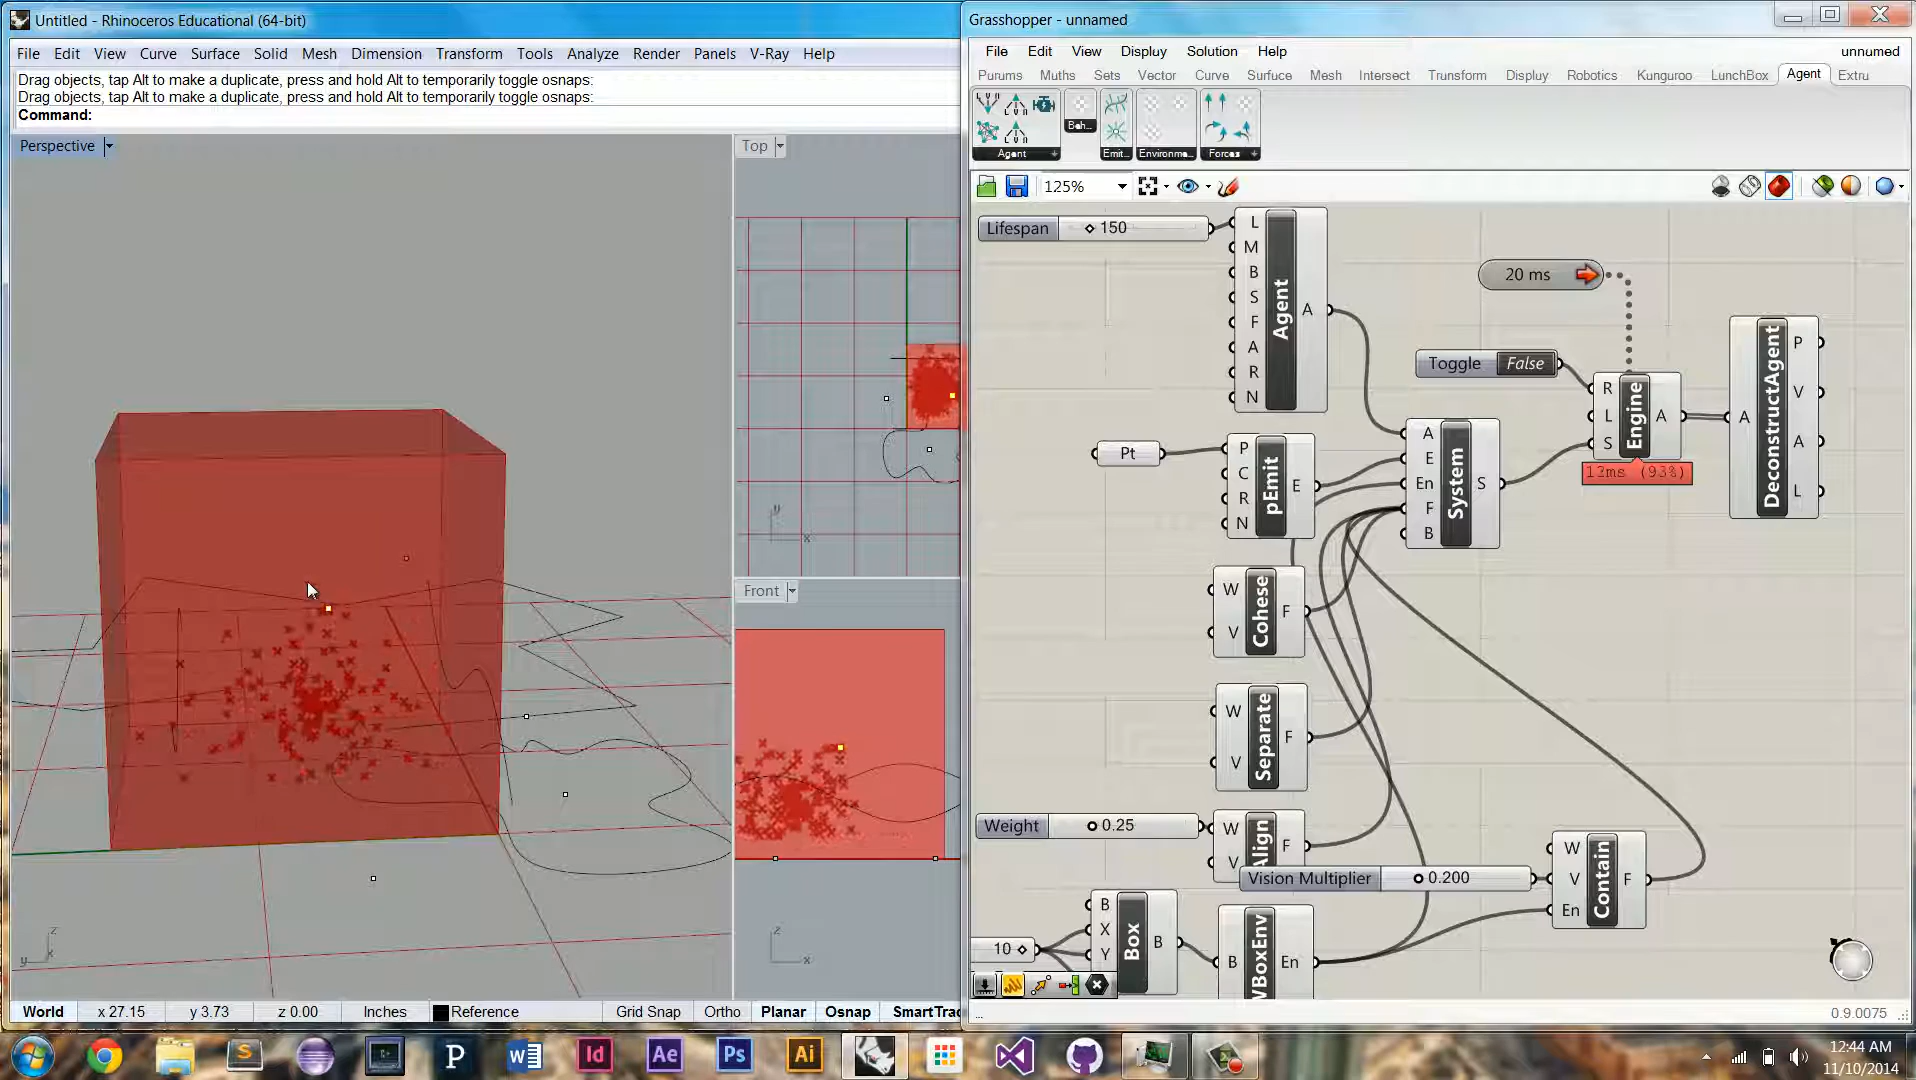 Untitled - Rhinoceros Educational (64-bit)
File Edit View Curve Surface Solid Mesh Dimension Transform Tools Analyze Render Panels V-Ray Help
Drag objects, tap Alt to make a duplicate, press and hold Alt to temporarily toggle osnaps:
Drag objects, tap Alt to make a duplicate, press and hold Alt to temporarily toggle osnaps:
Command:
Perspective
Top
Front
y
x
z
x
z
y
x
World x 27.15 y 3.73 z 0.00 Inches Reference Grid Snap Ortho Planar Osnap SmartTrac
Grasshopper - unnamed
File Edit View Display Solution Help unnamed
Params Maths Sets Vector Curve Surface Mesh Intersect Transform Display Robotics Kangaroo LunchBox Agent Extra
Agent Beh... Emit... Environme... Forces
125%
Lifespan 150
L
M
B
S
F
A
R
N
Agent
A
20 ms
Toggle False
R
L
S
Engine
A
12ms (93%)
A
DeconstructAgent
P
V
A
L
Pt
P
C
R
N
pEmit
E
A
E
En
F
B
System
S
W
V
Cohese
F
W
V
Separate
F
Weight 0.25
W
V
Align
F
Vision Multiplier 0.200
W
V
En
Contain
F
10
B
X
Y
Box
B
B
En
0.9.0075
12:44 AM
11/10/2014